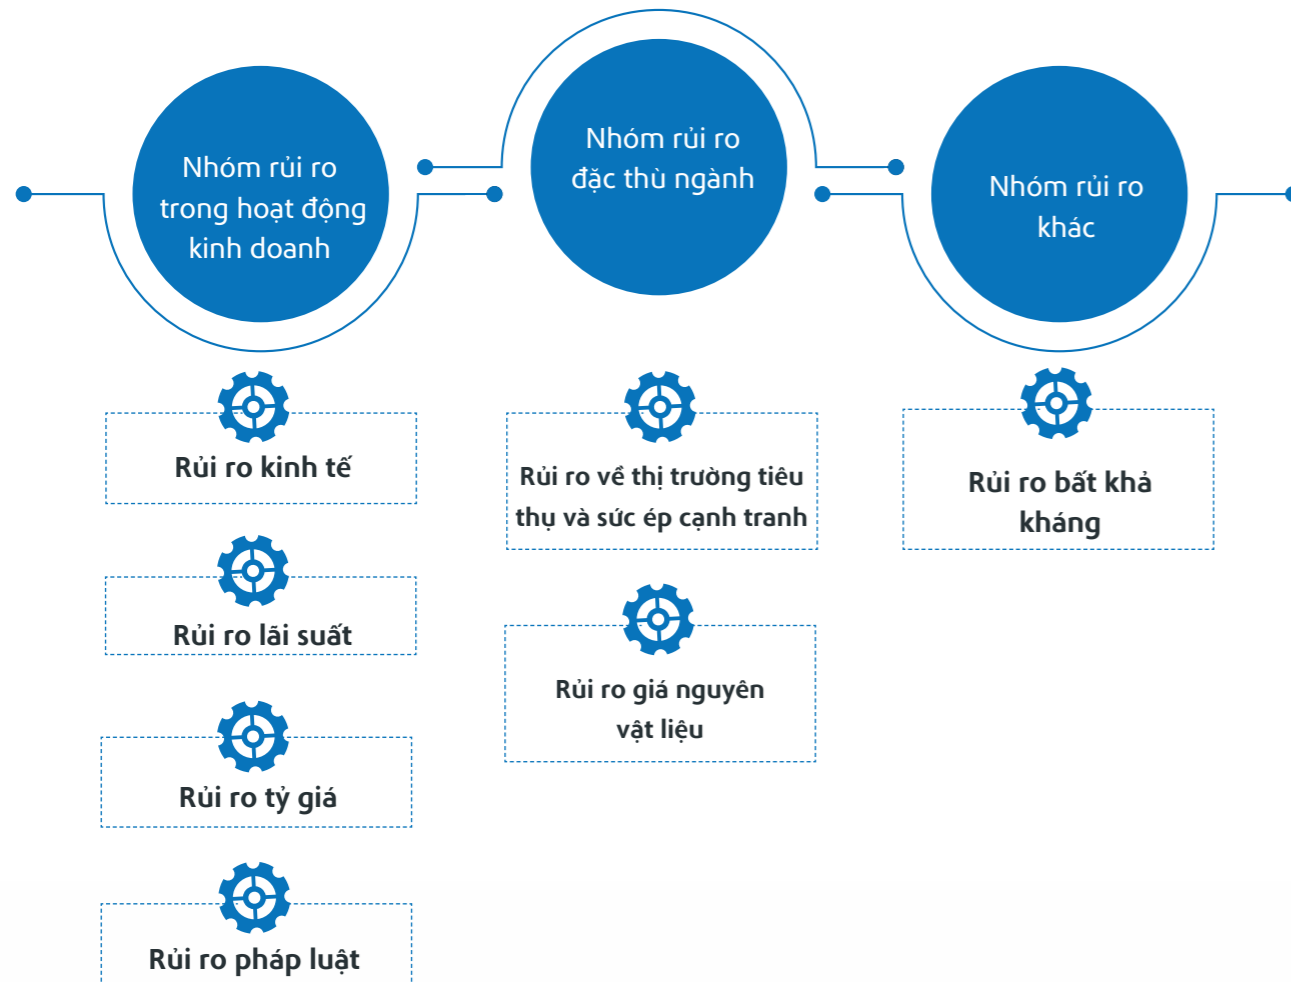 Nhóm rủi ro
trong hoạt động
kinh doanh
Nhóm rủi ro
đặc thù ngành
Nhóm rủi ro
khác
Rủi ro kinh tế
Rủi ro lãi suất
Rủi ro tỷ giá
Rủi ro pháp luật
Rủi ro về thị trường tiêu
thụ và sức ép cạnh tranh
Rủi ro giá nguyên
vật liệu
Rủi ro bất khả
kháng